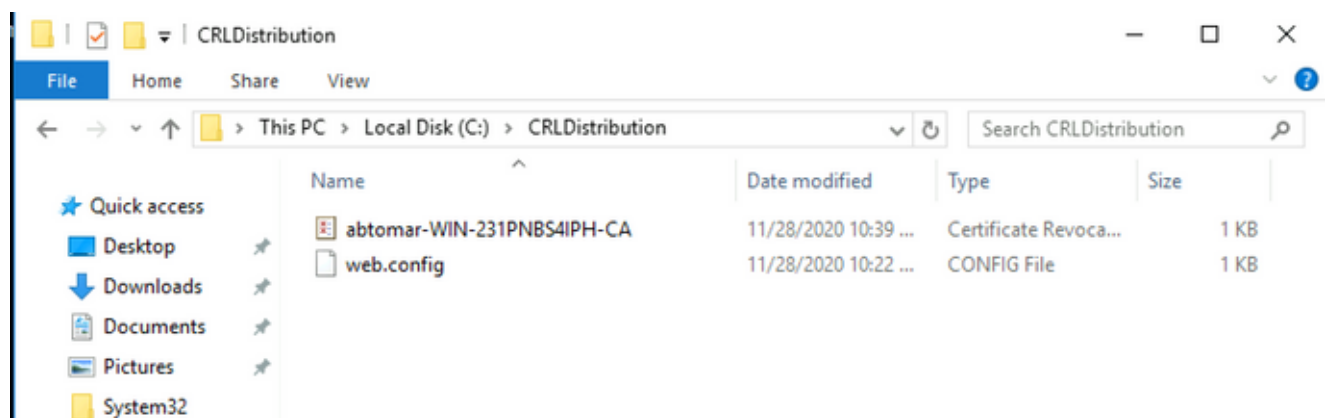 CRLDistribution
File Home Share View
This PC > Local Disk (C:) > CRLDistribution Search CRLDistribution
Name Date modified Type Size
Quick access
abtomar-WIN-231PNBS4IPH-CA 11/28/2020 10:39 ... Certificate Revoca... 1 KB
Desktop
web.config 11/28/2020 10:22 ... CONFIG File 1 KB
Downloads
Documents
Pictures
System32